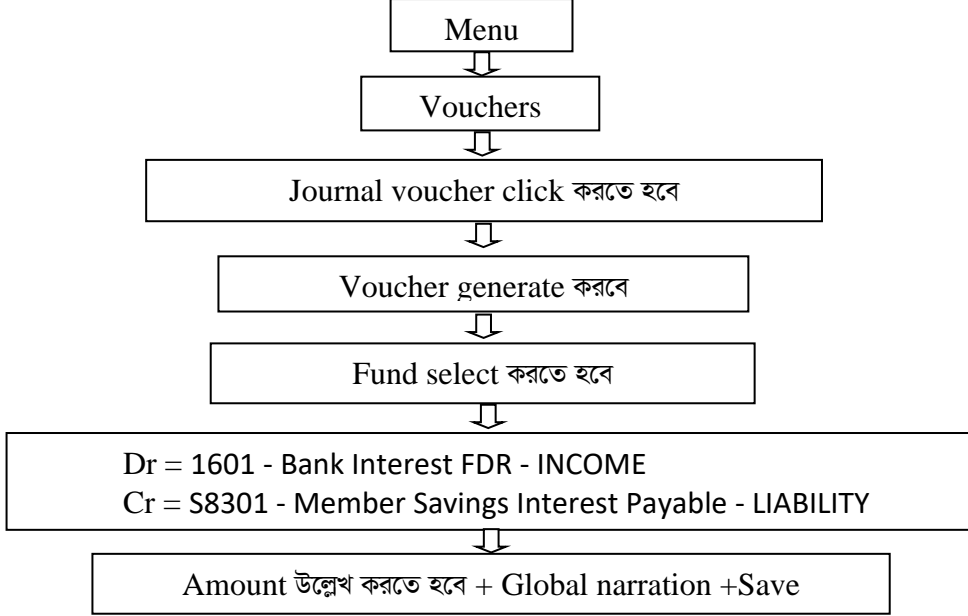 Menu
Vouchers
Journal voucher click করতে হবে
Voucher generate করবে
Fund select করতে হবে
Dr = 1601 - Bank Interest FDR - INCOME
Cr = S8301 - Member Savings Interest Payable - LIABILITY
Amount উল্লেখ করতে হবে + Global narration +Save